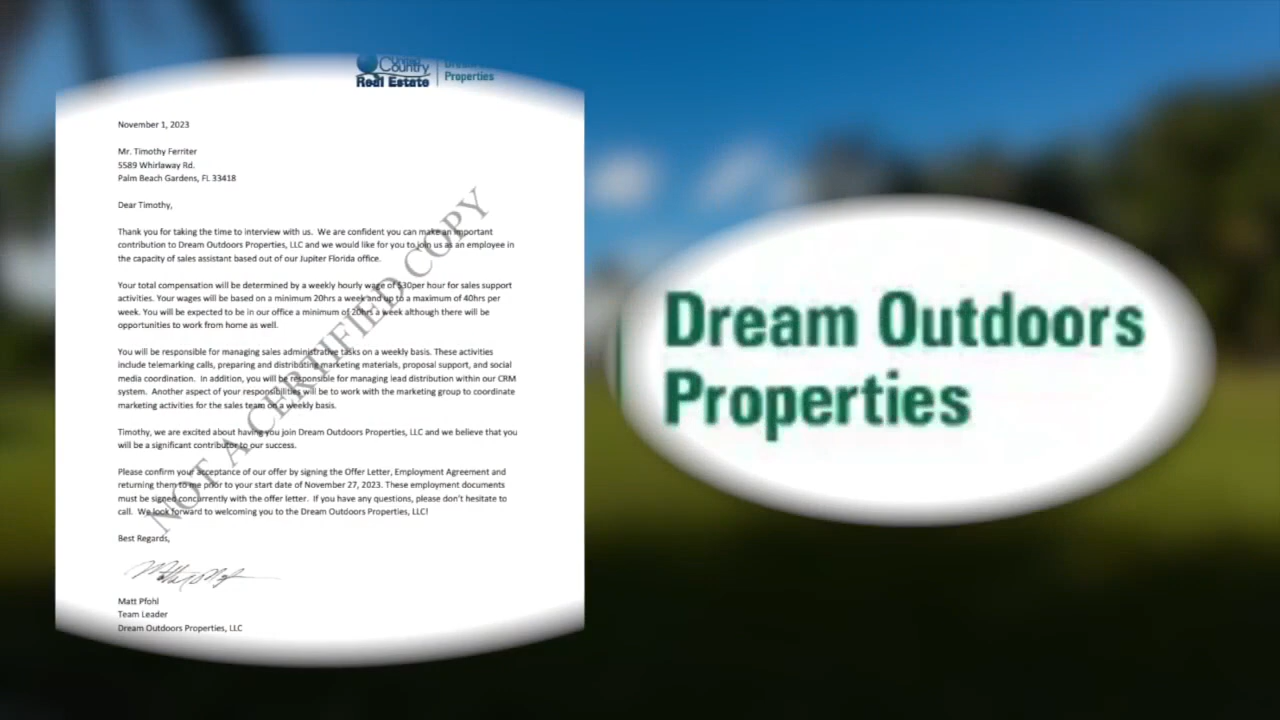 Country
Real Estate
Properties
November 1, 2023
Mr. Timothy Ferriter
5589 Whirlaway Rd.
Palm Beach Gardens, FL 33418
Dear Timothy,
Thank you for taking the time to interview with us. We are confident you can make an important
contribution to Dream Outdoors Properties, LLC and we would like for you to join us as an employee in
the capacity of sales assistant based out of our Jupiter Florida office.
Your total compensation will be determined by a weekly hourly wage of $30per hour for sales support
activities. Your wages will be based on a minimum 20hrs a week and up to a maximum of 40hrs per
week. You will be expected to be in our office a minimum of 20hrs a week although there will be
opportunities to work from home as well.
You will be responsible for managing sales administrative tasks on a weekly basis. These activities
include telemarking calls, preparing and distributing marketing materials, proposal support, and social
media coordination. In addition, you will be responsible for managing lead distribution within our CRM
system. Another aspect of your responsibilities will be to work with the marketing group to coordinate
marketing activities for the sales team on a weekly basis.
Timothy, we are excited about having you join Dream Outdoors Properties, LLC and we believe that you
will be a significant contributor to our success.
Please confirm your acceptance of our offer by signing the Offer Letter, Employment Agreement and
returning them to me prior to your start date of November 27, 2023. These employment documents
must be signed concurrently with the offer letter. If you have any questions, please don't hesitate to
call. We look forward to welcoming you to the Dream Outdoors Properties, LLC!
Best Regards,
Matt Pfohl
Team Leader
Dream Outdoors Properties, LLC
NOT A CERTIFIED COPY
Dream Outdoors
Properties